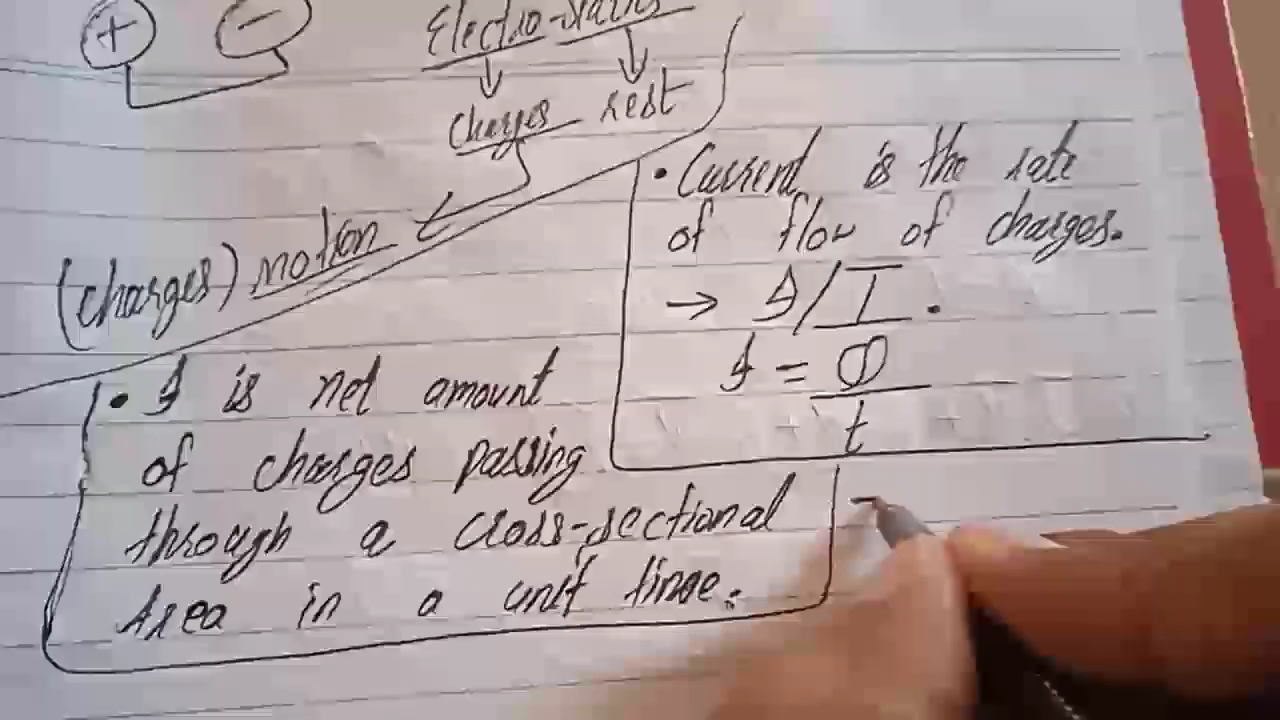 + −
Electro-statics
Charges rest
(charges) motion
• Current is the rate
of flow of charges.
→ I/I.
I = Q
t
• I is net amount
of charges passing
through a cross-sectional
Area in a unit time.